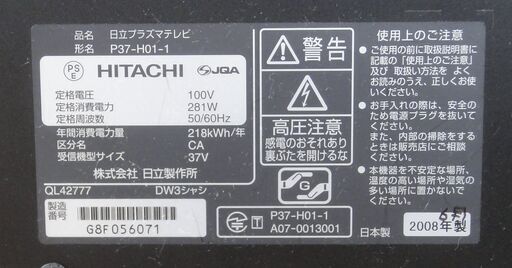 品名 日立プラズマテレビ
形名 P37-H01-1
PS E HITACHI JQA
定格電圧 100V
定格消費電力 281W
定格周波数 50/60Hz
年間消費電力量 218kWh/年
区分名 CA
受信機型サイズ 37V
株式会社 日立製作所
QL42777 DW3シャシ
製造番号 G8F056071
警告
高圧注意
感電のおそれあり
裏ぶたを開けるな
G
T P37-H01-1
A07-0013001
使用上のご注意
●ご使用の前に取扱説明書
に記載の「使用上のご注意」
及び「取扱い方法」を よく
お読みのうえ、正しくお使い
ください。
●お手入れの際は、安全の
ため電源プラグを抜いて
ください。
また、内部の掃除をする
ときは販売店にご相談
ください。
●本機器を不安定な場所、
温度の高い場所や湿気の
多い場所に置かないで
ください。
日本製
2008年製